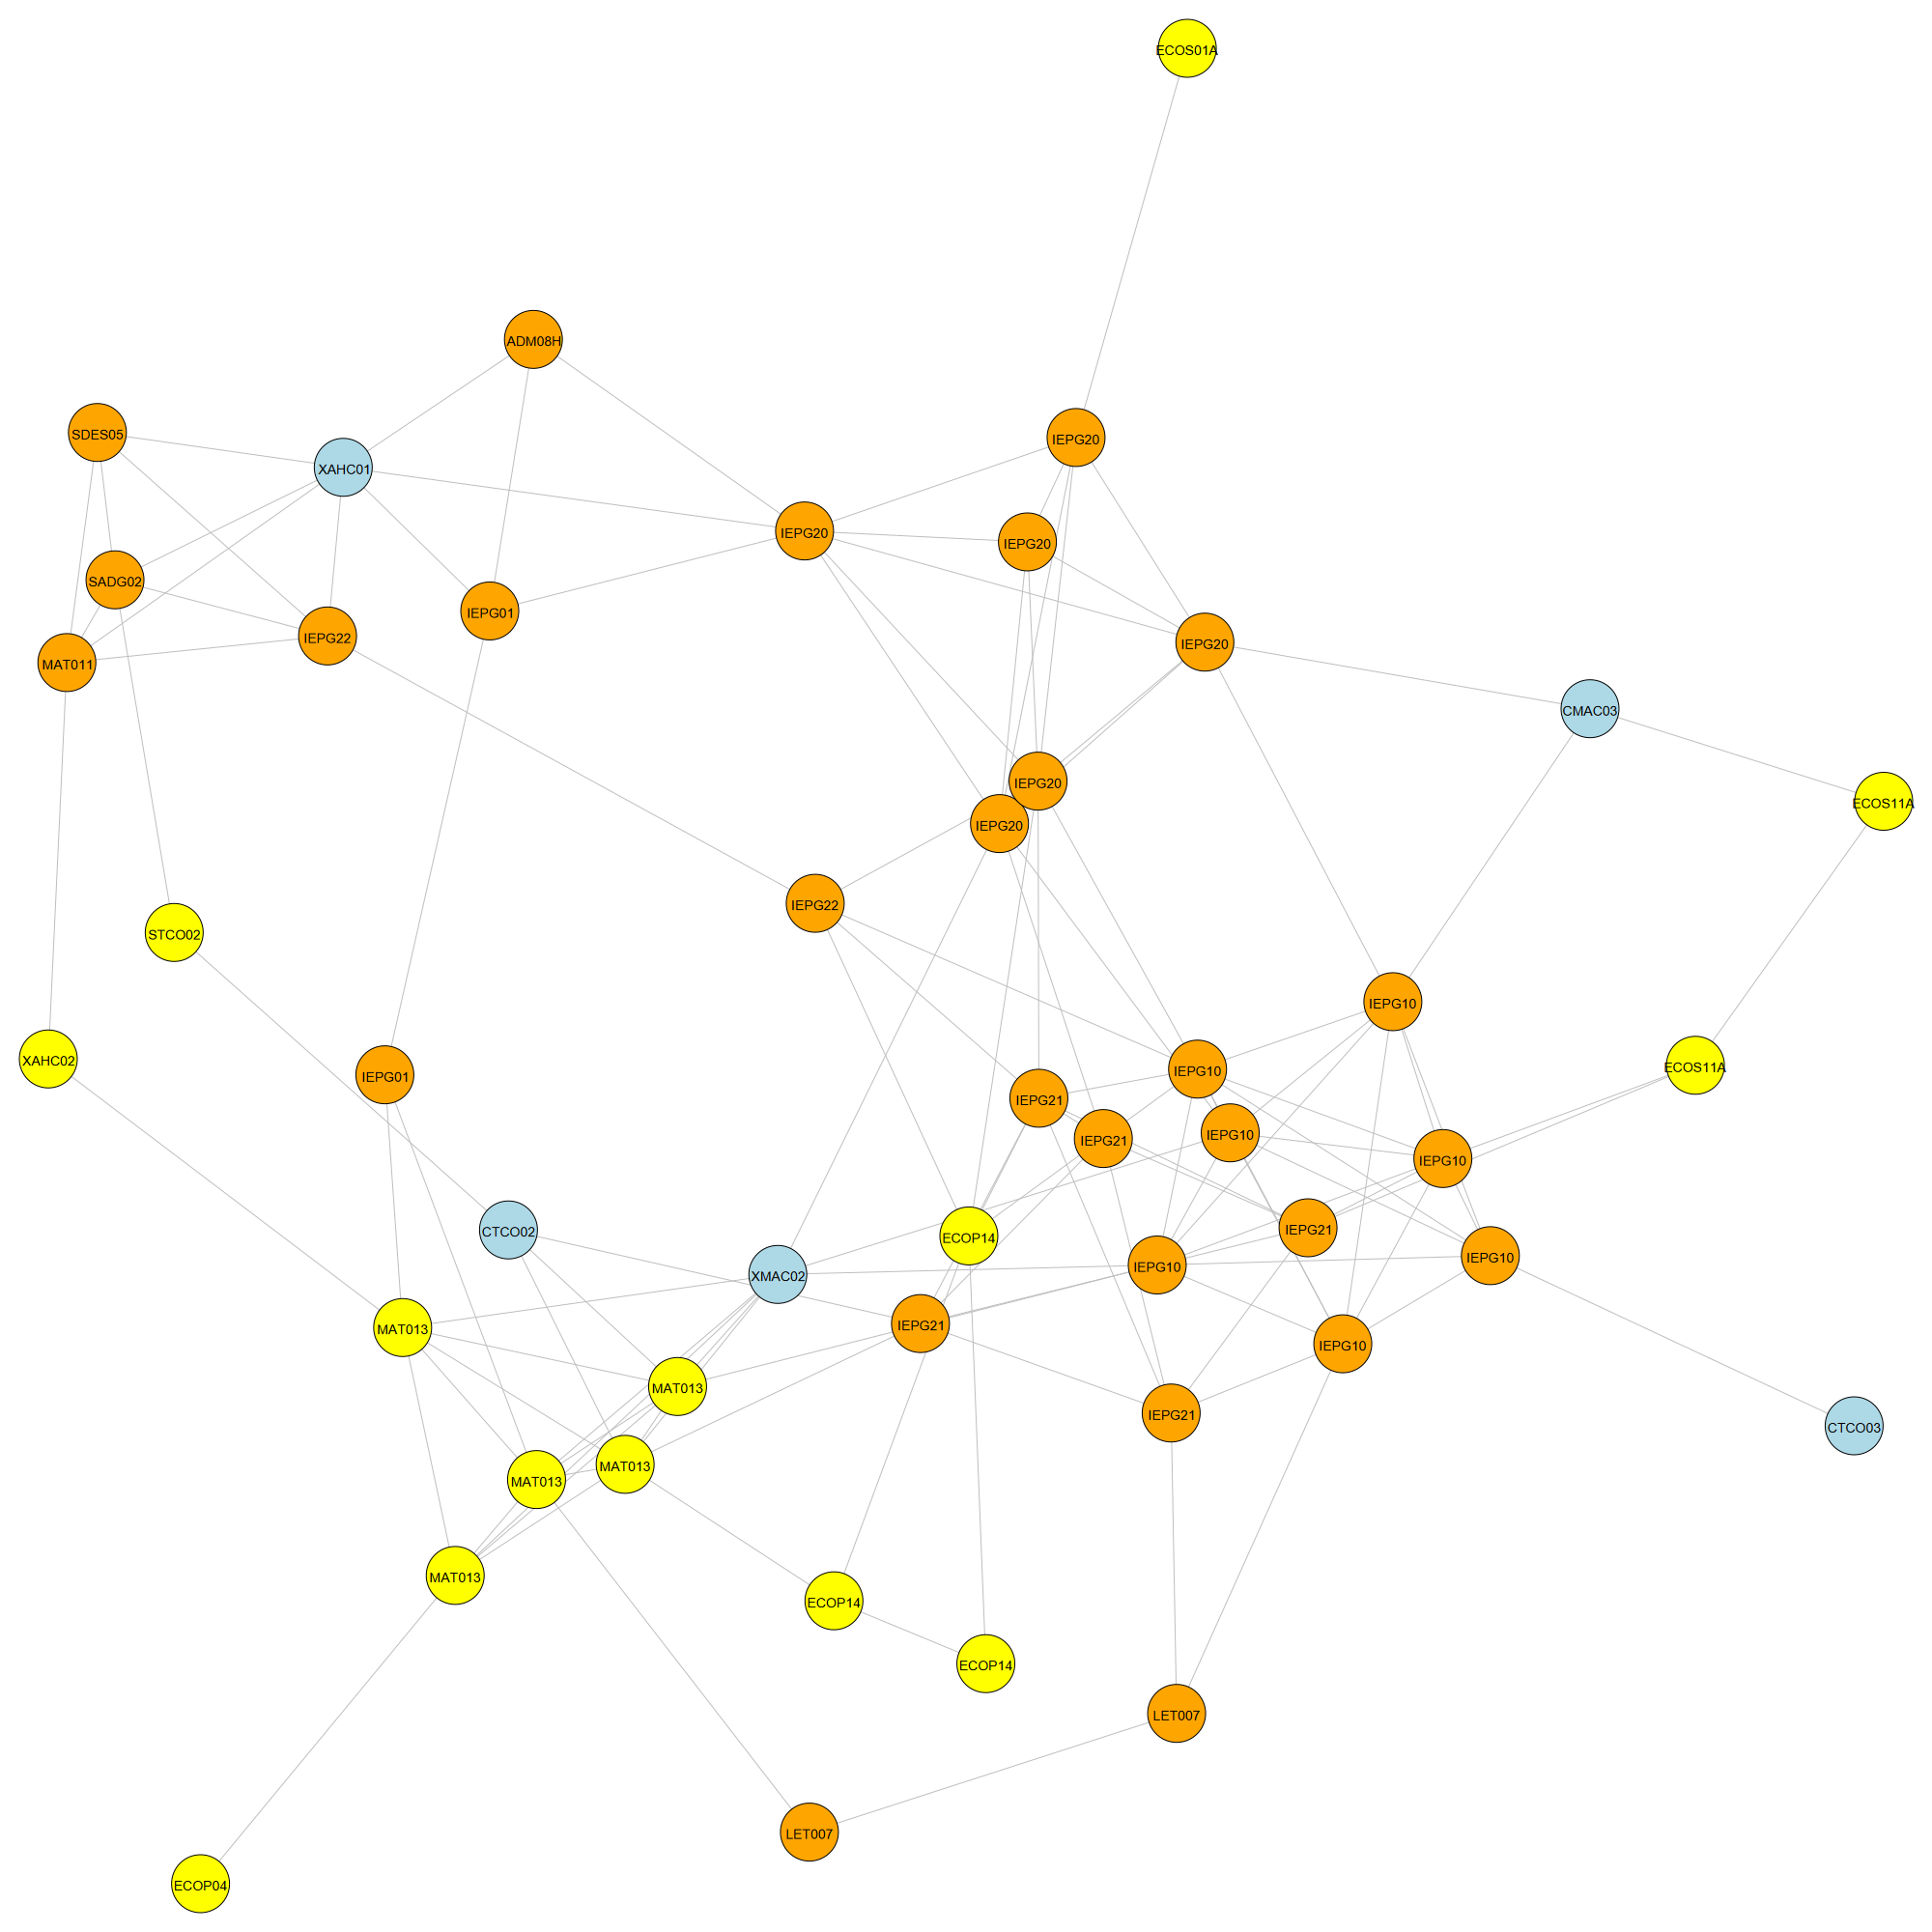 ECOS01A
ADM08H
SDES05
IEPG20
XAHC01
IEPG20
IEPG20
SADG02
IEPG01
IEPG22
IEPG20
MAT011
CMAC03
IEPG20
ECOS11A
IEPG20
IEPG22
STCO02
IEPG10
XAHC02
ECOS11A
IEPG10
IEPG01
IEPG21
IEPG10
IEPG21
IEPG10
IEPG21
CTCO02
ECOP14
IEPG10
IEPG10
XMAC02
IEPG21
MAT013
IEPG10
MAT013
IEPG21
CTCO03
MAT013
MAT013
MAT013
ECOP14
ECOP14
LET007
LET007
ECOP04